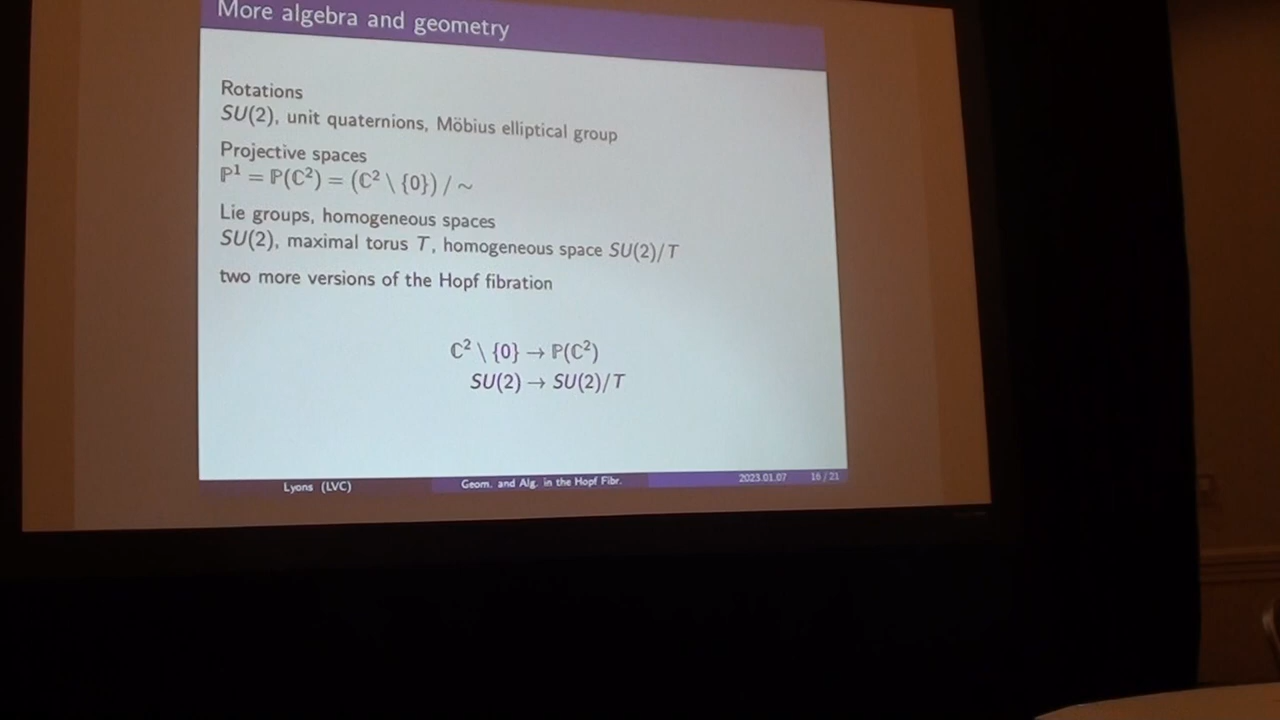 More algebra and geometry
Rotations
SU(2), unit quaternions, Möbius elliptical group
Projective spaces
ℙ¹ = ℙ(ℂ²) = (ℂ² \ {0}) / ∼
Lie groups, homogeneous spaces
SU(2), maximal torus T, homogeneous space SU(2)/T
two more versions of the Hopf fibration
ℂ² \ {0} → ℙ(ℂ²)
SU(2) → SU(2)/T
Lyons (LVC) Geom. and Alg. in the Hopf Fibr. 2023.01.07 16 / 21